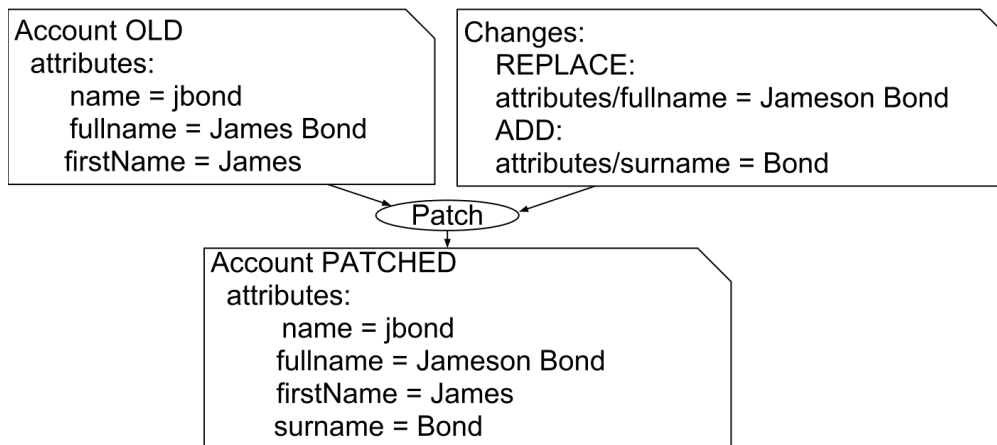 Account OLD
attributes:
name = jbond
fullname = James Bond
firstName = James
Changes:
REPLACE:
attributes/fullname = Jameson Bond
ADD:
attributes/surname = Bond
Patch
Account PATCHED
attributes:
name = jbond
fullname = Jameson Bond
firstName = James
surname = Bond